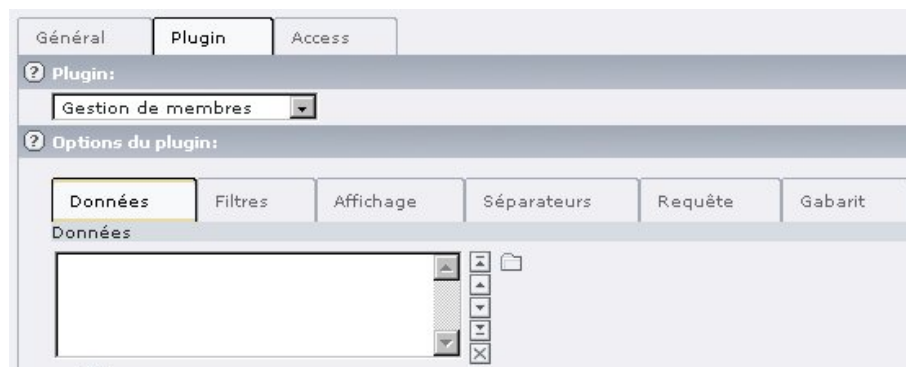 Général Plugin Access
Plugin:
Gestion de membres
Options du plugin:
Données Filtres Affichage Séparateurs Requête Gabarit
Données